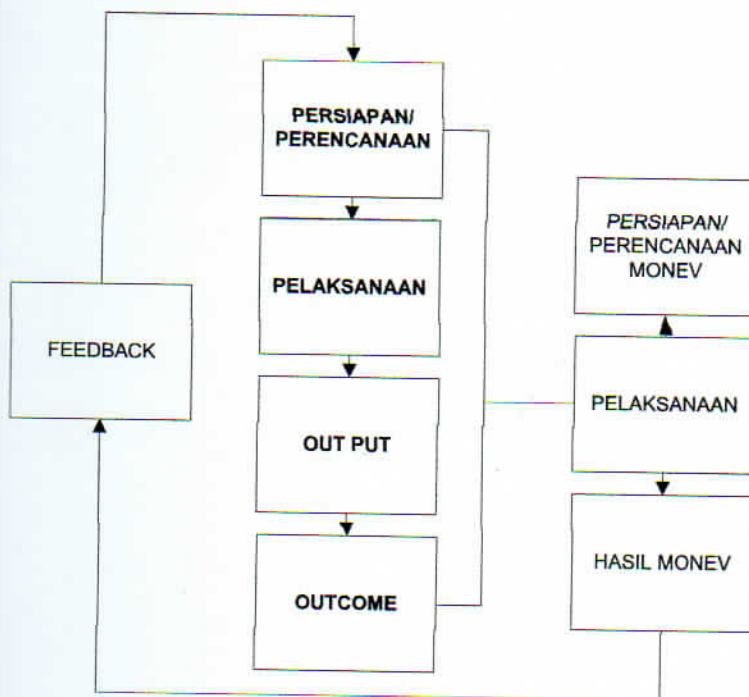 PERSIAPAN/
PERENCANAAN
PELAKSANAAN
OUT PUT
OUTCOME
FEEDBACK
PERSIAPAN/
PERENCANAAN
MONEV
PELAKSANAAN
HASIL MONEV